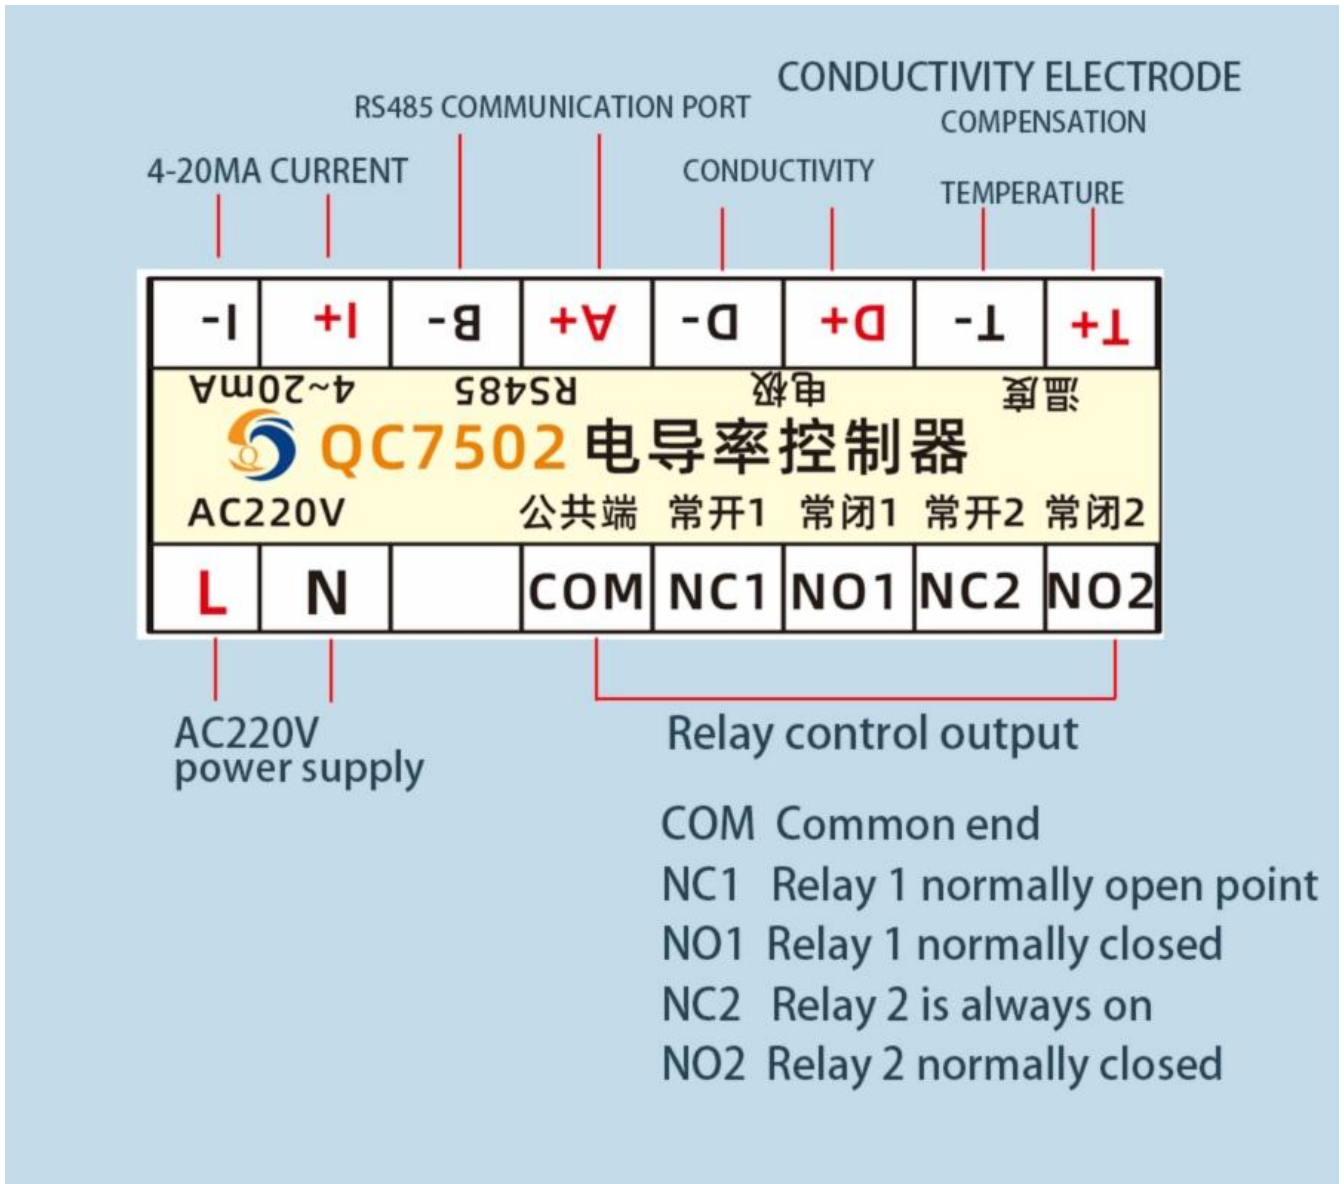 CONDUCTIVITY ELECTRODE
RS485 COMMUNICATION PORT
COMPENSATION
4-20MA CURRENT
CONDUCTIVITY
TEMPERATURE
I- I+ B- A+ D- D+ T- T+
4~20mA RS485 电极 温度
Q QC7502 电导率控制器
AC220V 公共端 常开1 常闭1 常开2 常闭2
L N COM NC1 NO1 NC2 NO2
AC220V
power supply
Relay control output
COM Common end
NC1 Relay 1 normally open point
NO1 Relay 1 normally closed
NC2 Relay 2 is always on
NO2 Relay 2 normally closed